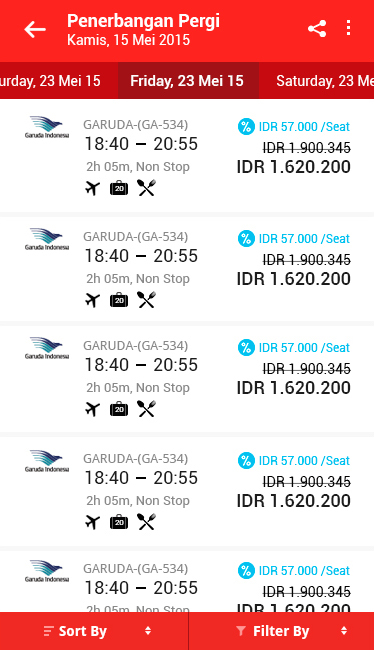 Penerbangan Pergi
Kamis, 15 Mei 2015
urday, 23 Mei 15
Friday, 23 Mei 15
Saturday, 23 Me
Garuda Indonesia
GARUDA-(GA-534)
IDR 57.000 /Seat
18:40 – 20:55
IDR 1.900.345
2h 05m, Non Stop
IDR 1.620.200
20
Garuda Indonesia
GARUDA-(GA-534)
IDR 57.000 /Seat
18:40 – 20:55
IDR 1.900.345
2h 05m, Non Stop
IDR 1.620.200
20
Garuda Indonesia
GARUDA-(GA-534)
IDR 57.000 /Seat
18:40 – 20:55
IDR 1.900.345
2h 05m, Non Stop
IDR 1.620.200
20
Garuda Indonesia
GARUDA-(GA-534)
IDR 57.000 /Seat
18:40 – 20:55
IDR 1.900.345
2h 05m, Non Stop
IDR 1.620.200
20
Garuda Indonesia
GARUDA-(GA-534)
IDR 57.000 /Seat
18:40 – 20:55
IDR 1.900.345
2h 05m, Non Stop
IDR 1.620.200
Sort By
Filter By